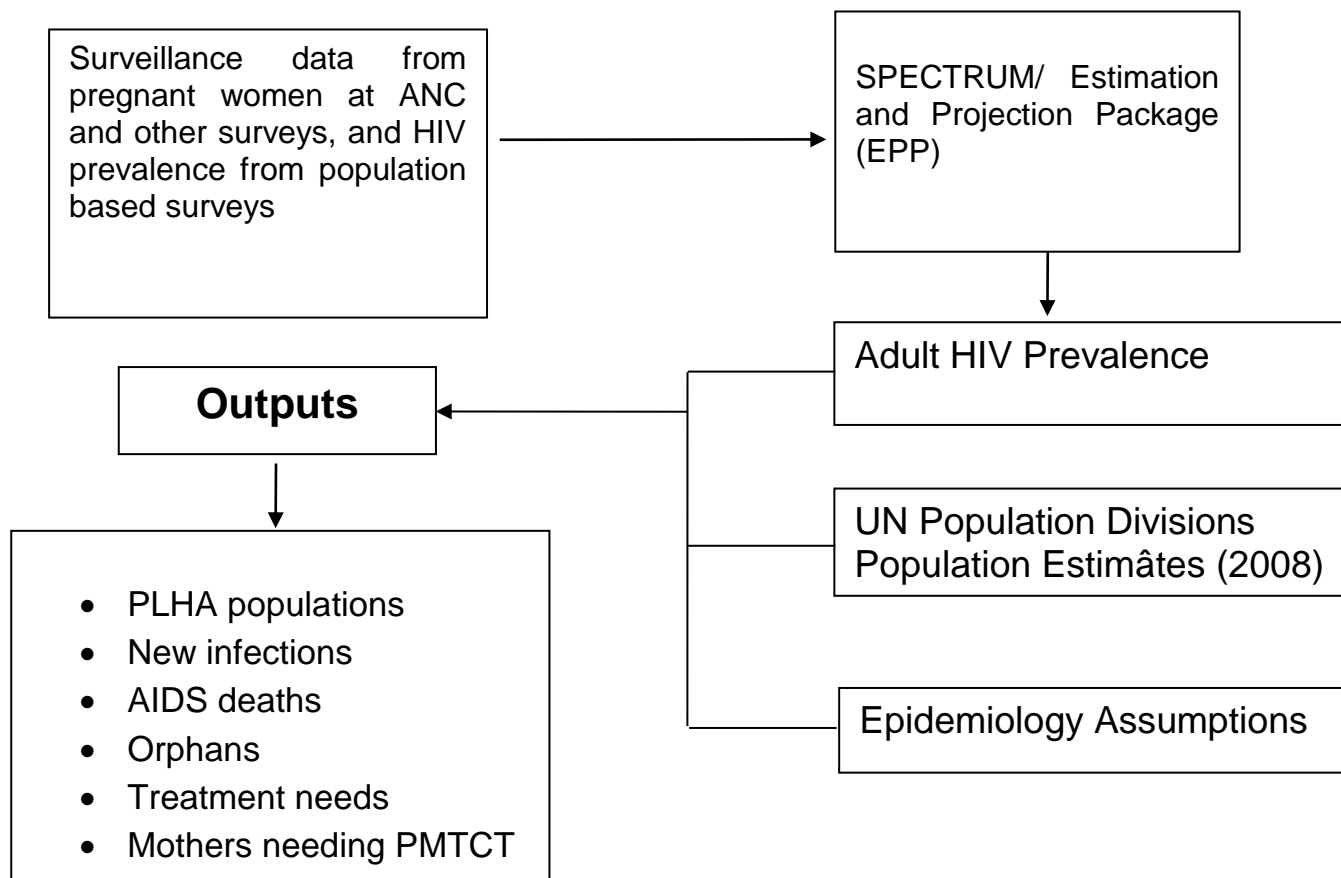 Surveillance data from
pregnant women at ANC
and other surveys, and HIV
prevalence from population
based surveys
SPECTRUM/ Estimation
and Projection Package
(EPP)
Adult HIV Prevalence
Outputs
UN Population Divisions
Population Estimâtes (2008)
Epidemiology Assumptions
• PLHA populations
• New infections
• AIDS deaths
• Orphans
• Treatment needs
• Mothers needing PMTCT